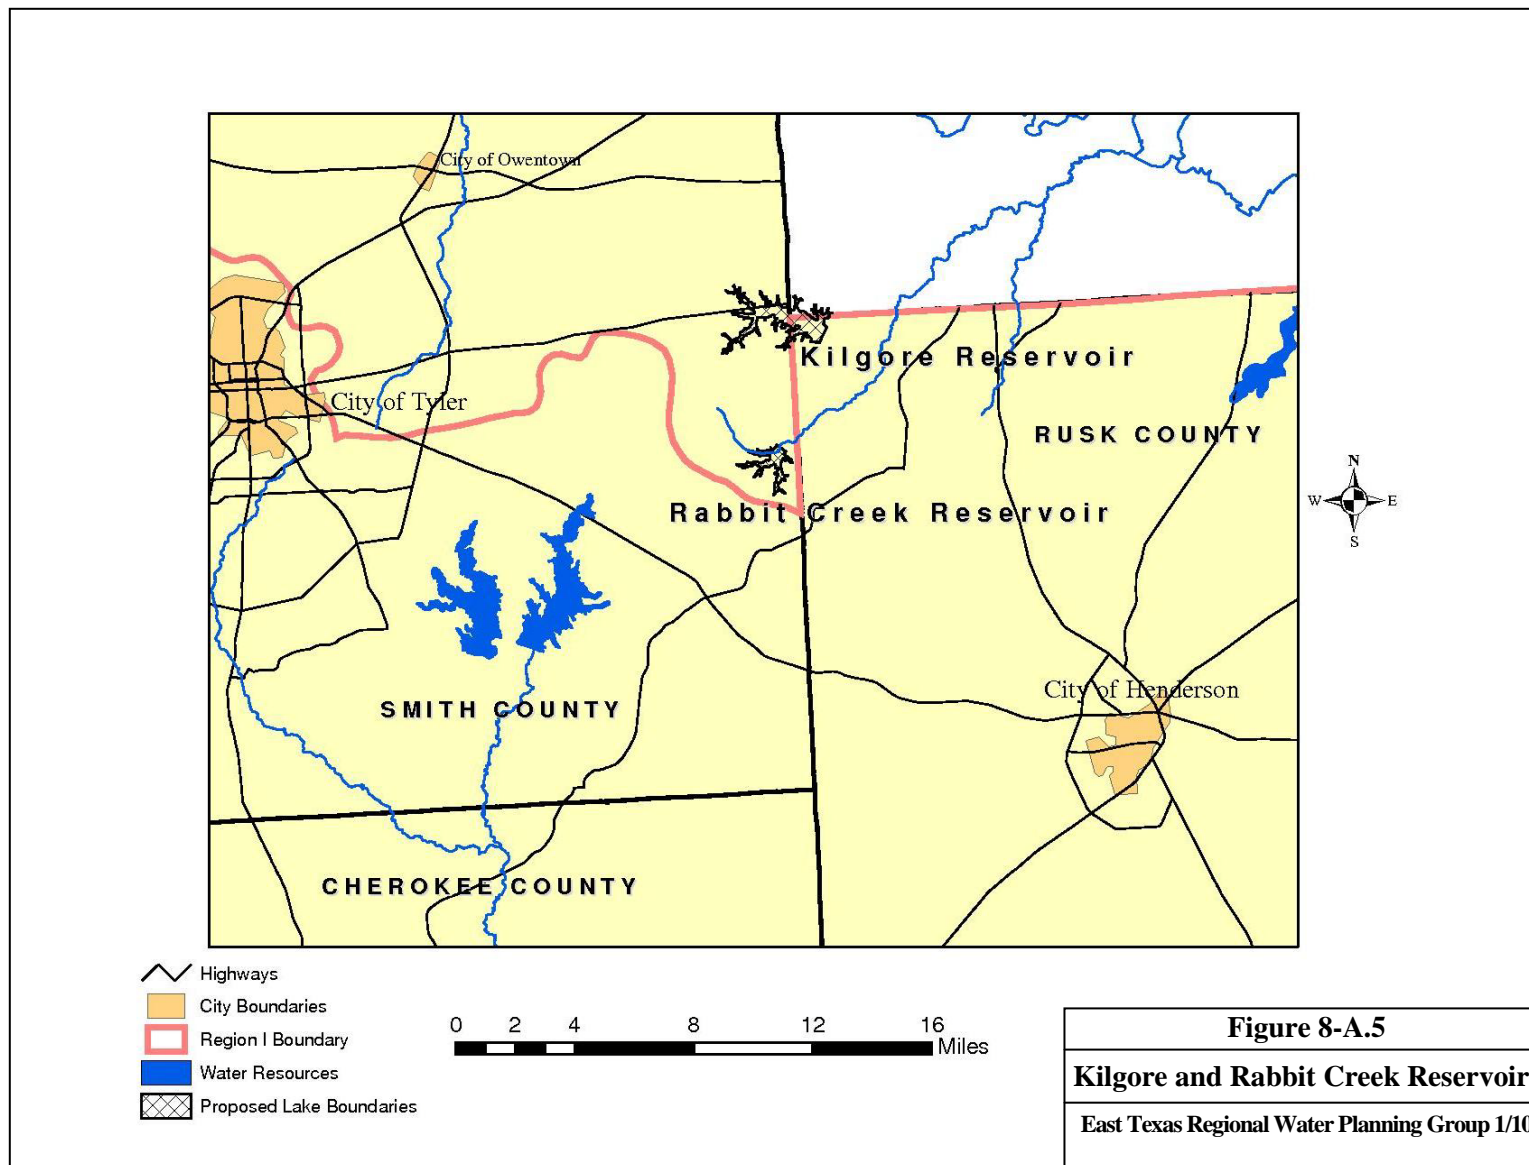 City of Owentown
Kilgore Reservoir
City of Tyler
RUSK COUNTY
N
W E
S
Rabbit Creek Reservoir
City of Henderson
SMITH COUNTY
CHEROKEE COUNTY
Highways
City Boundaries
Region I Boundary
Water Resources
Proposed Lake Boundaries
0 2 4 8 12 16
Miles
Figure 8-A.5
Kilgore and Rabbit Creek Reservoir
East Texas Regional Water Planning Group 1/10